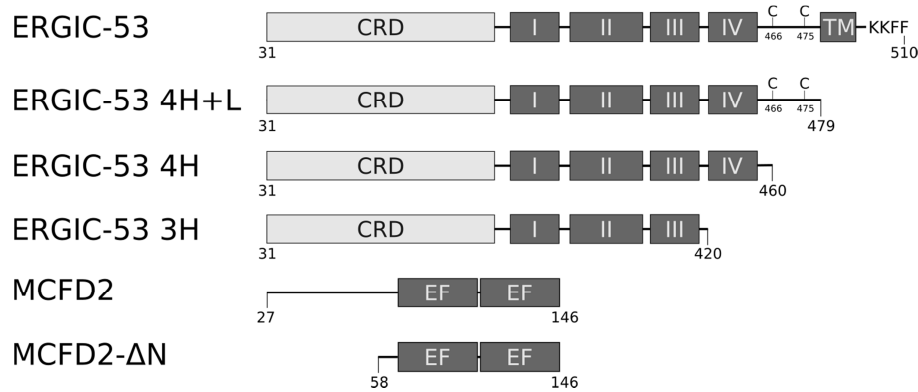 ERGIC-53 CRD I II III IV C 466 C 475 TM KKFF
31 510
ERGIC-53 4H+L CRD I II III IV C 466 C 475
31 479
ERGIC-53 4H CRD I II III IV
31 460
ERGIC-53 3H CRD I II III
31 420
MCFD2 EF EF
27 146
MCFD2-ΔN EF EF
58 146